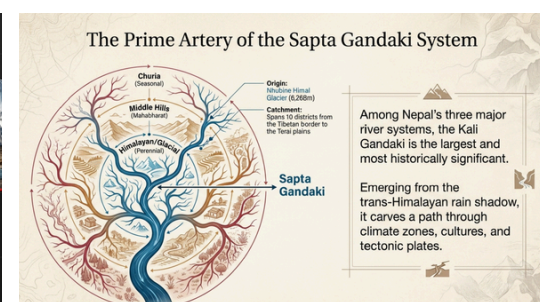 The Prime Artery of the Sapta Gandaki System
Churia
(Seasonal)
Middle Hills
(Mahabharat)
Himalayan/Glacial
(Perennial)
Origin:
Nhubine Himal
Glacier (6,268m)
Catchment:
Spans 10 districts from
the Tibetan border to
the Terai plains
Sapta
Gandaki
Among Nepal's three major
river systems, the Kali
Gandaki is the largest and
most historically significant.
Emerging from the
trans-Himalayan rain shadow,
it carves a path through
climate zones, cultures, and
tectonic plates.